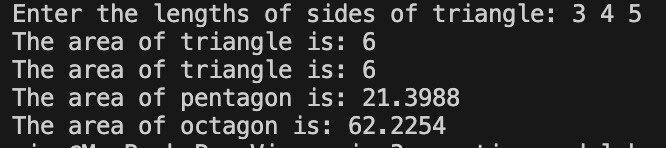 Enter the lengths of sides of triangle: 3 4 5
The area of triangle is: 6
The area of triangle is: 6
The area of pentagon is: 21.3988
The area of octagon is: 62.2254